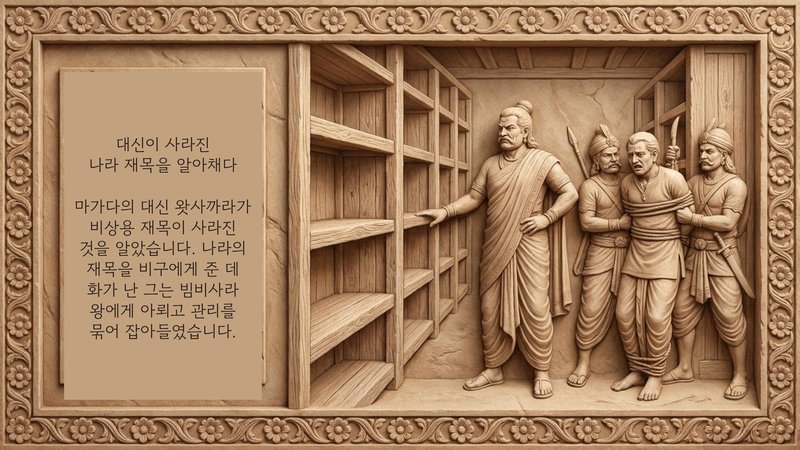 대신이 사라진
나라 재목을 알아채다
마가다의 대신 왓사까라가
비상용 재목이 사라진
것을 알았습니다. 나라의
재목을 비구에게 준 데
화가 난 그는 빔비사라
왕에게 아뢰고 관리를
묶어 잡아들였습니다.